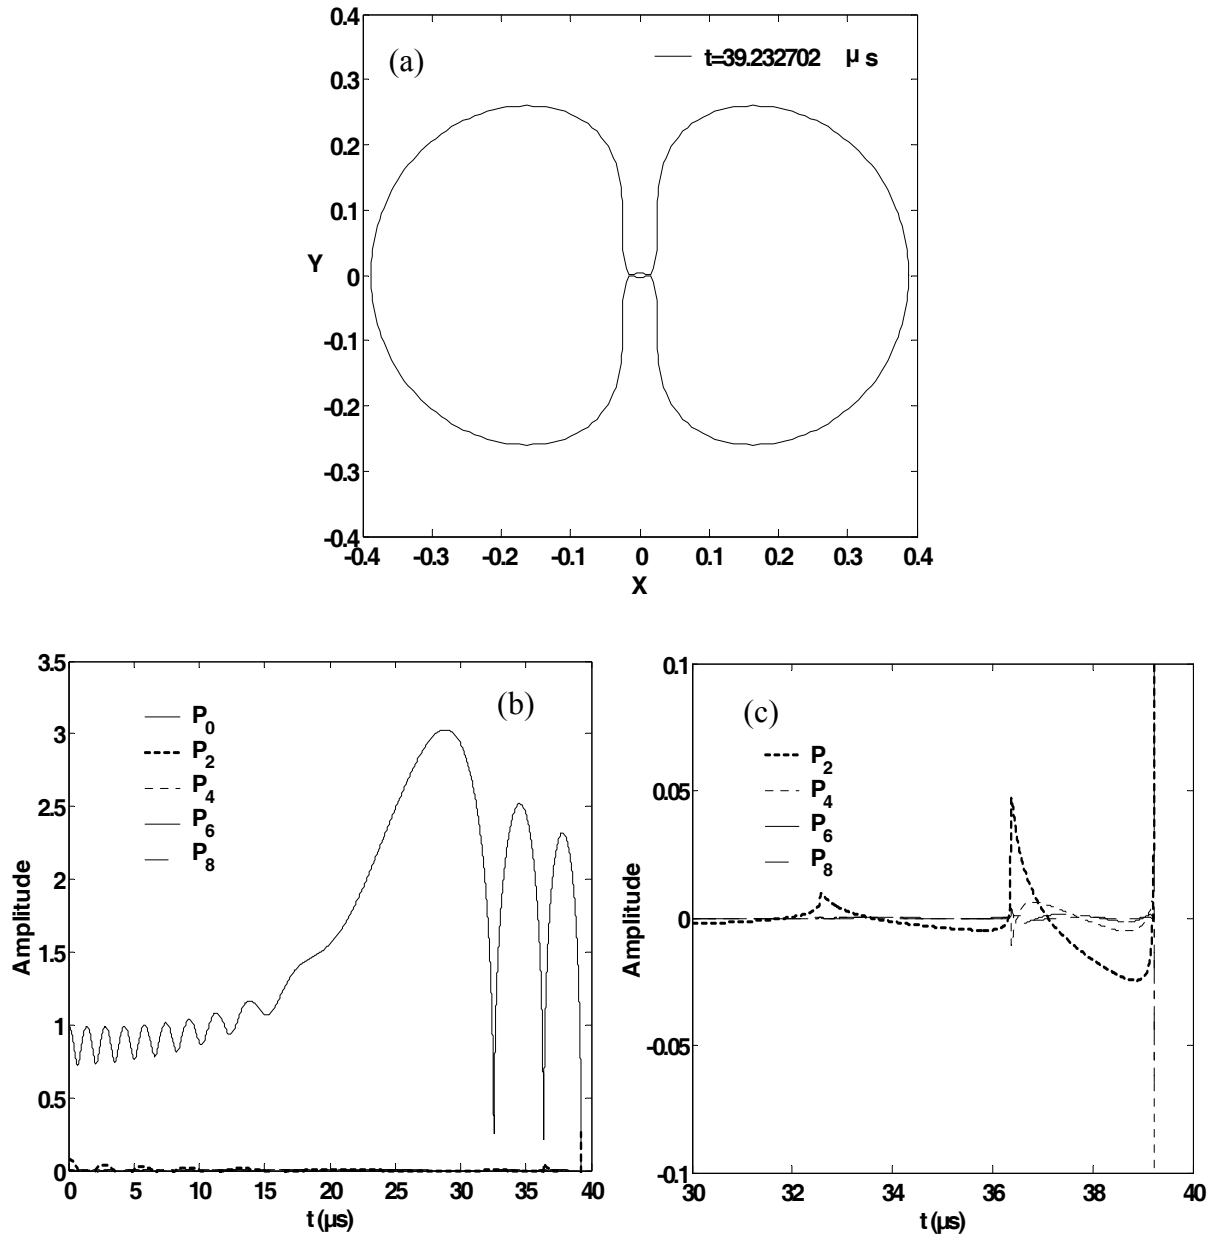 (a)
t=39.232702 μs
0.4
0.3
0.2
0.1
0
-0.1
-0.2
-0.3
-0.4
Y
-0.4 -0.3 -0.2 -0.1 0 0.1 0.2 0.3 0.4
X
(b)
P0
P2
P4
P6
P8
3.5
3
2.5
2
1.5
1
0.5
0
Amplitude
0 5 10 15 20 25 30 35 40
t (μs)
(c)
P2
P4
P6
P8
0.1
0.05
0
-0.05
-0.1
Amplitude
30 32 34 36 38 40
t (μs)